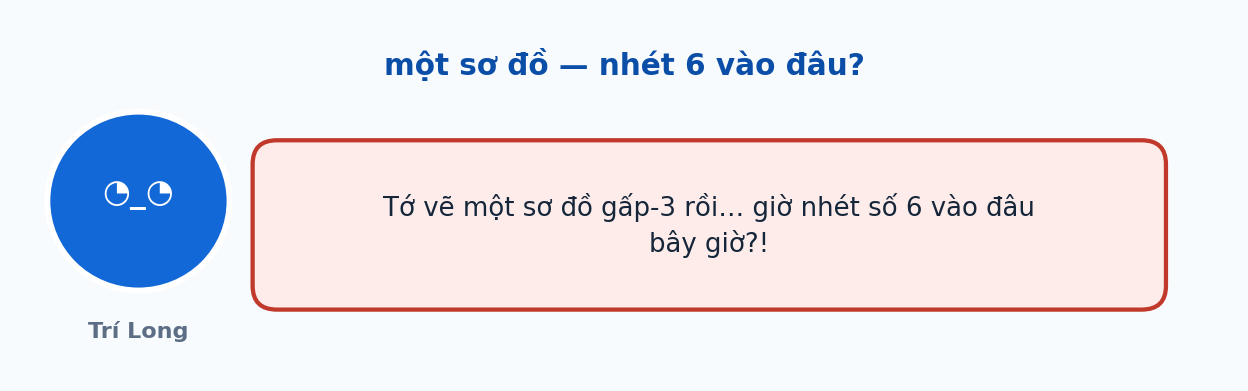 một sơ đồ — nhét 6 vào đâu?
Tớ vẽ một sơ đồ gấp-3 rồi… giờ nhét số 6 vào đâu
bây giờ?!
◔_◔
Trí Long